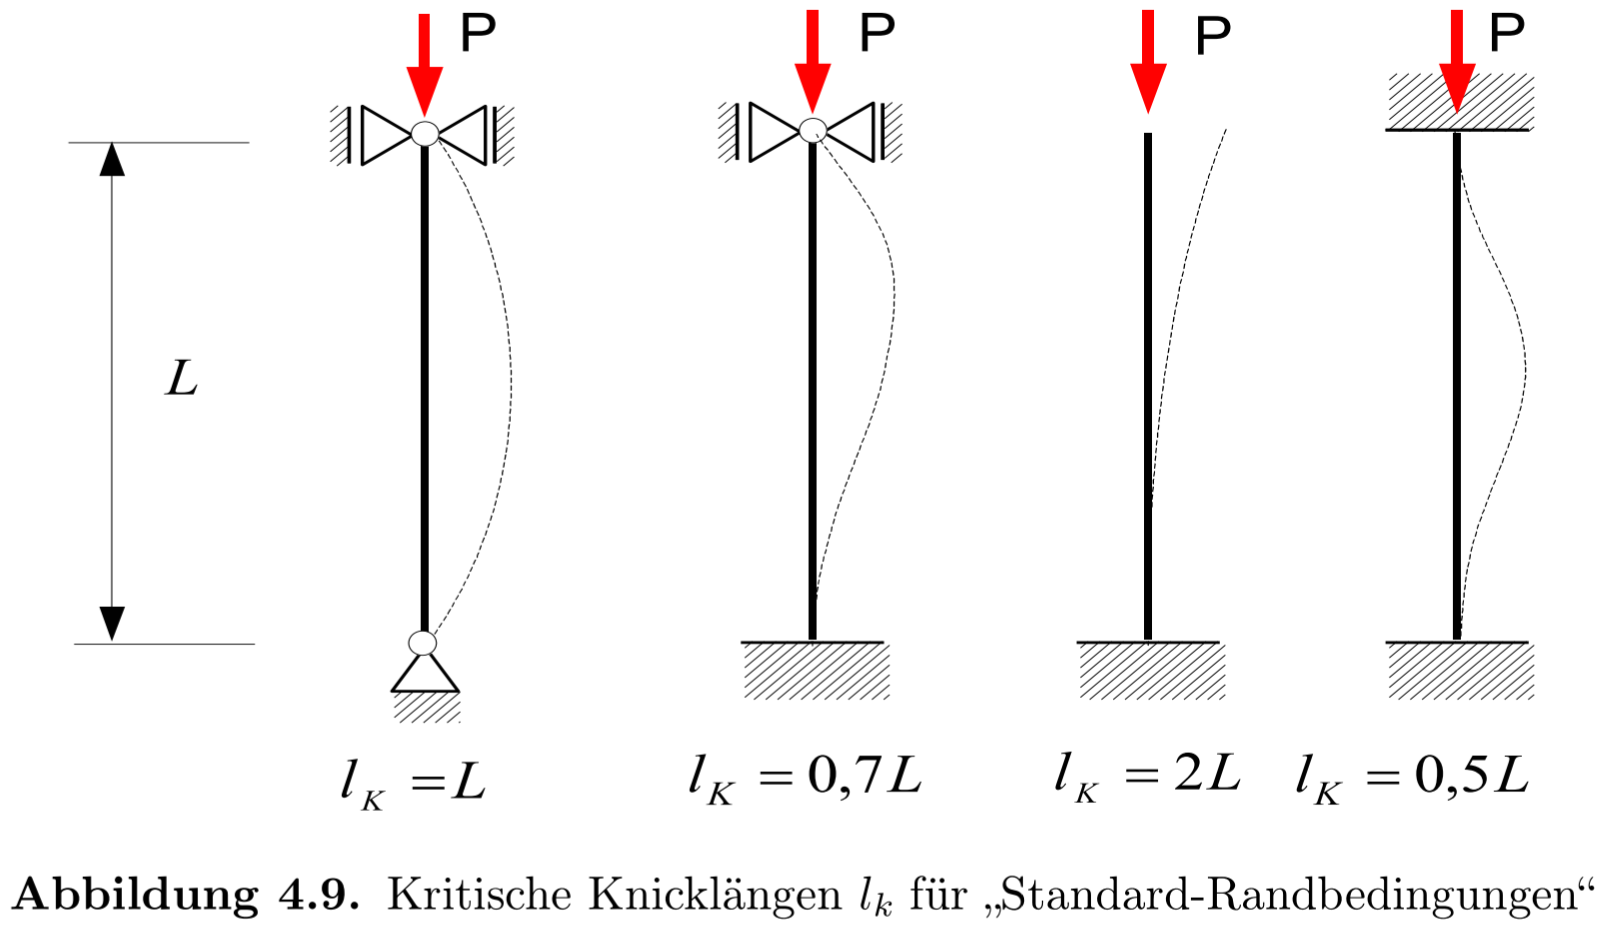 P P P P
L
l_K = L l_K = 0,7L l_K = 2L l_K = 0,5L
Abbildung 4.9. Kritische Knicklängen l_k für „Standard-Randbedingungen“